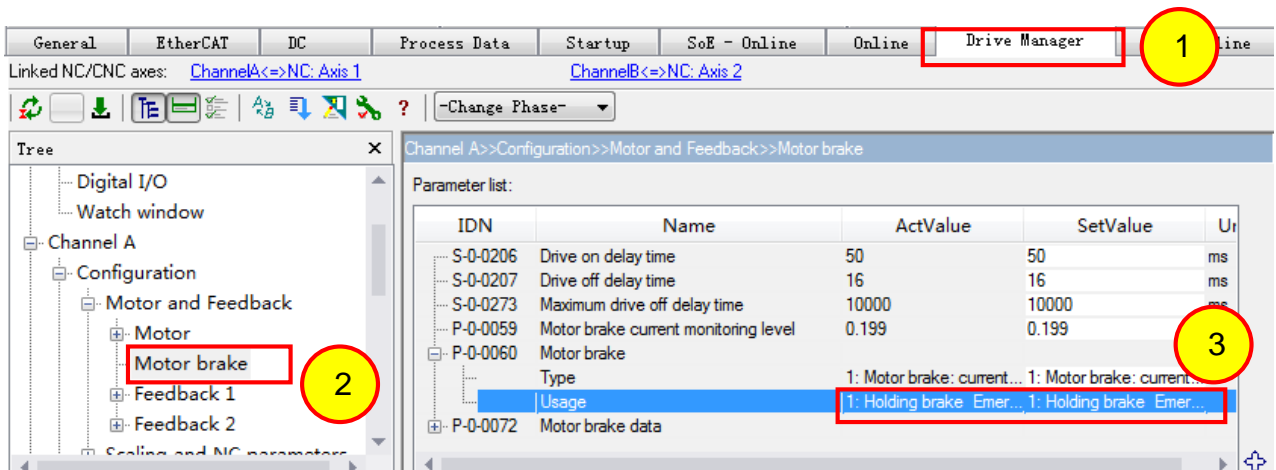 General EtherCAT DC Process Data Startup SoE - Online Online Drive Manager 1 line
Linked NC/CNC axes: ChannelA<=>NC: Axis 1 ChannelB<=>NC: Axis 2
? -Change Phase-
Tree x Channel A>>Configuration>>Motor and Feedback>>Motor brake
Digital I/O
Watch window
Channel A
Configuration
Motor and Feedback
Motor
Motor brake
Feedback 1
Feedback 2
Scaling and NC parameters
2
Parameter list:
IDN Name ActValue SetValue
S-0-0206 Drive on delay time 50 50 ms
S-0-0207 Drive off delay time 16 16 ms
S-0-0273 Maximum drive off delay time 10000 10000 ms
P-0-0059 Motor brake current monitoring level 0.199 0.199
3
P-0-0060 Motor brake
Type 1: Motor brake: current... 1: Motor brake: current...
Usage 1: Holding brake Emer... 1: Holding brake Emer...
P-0-0072 Motor brake data